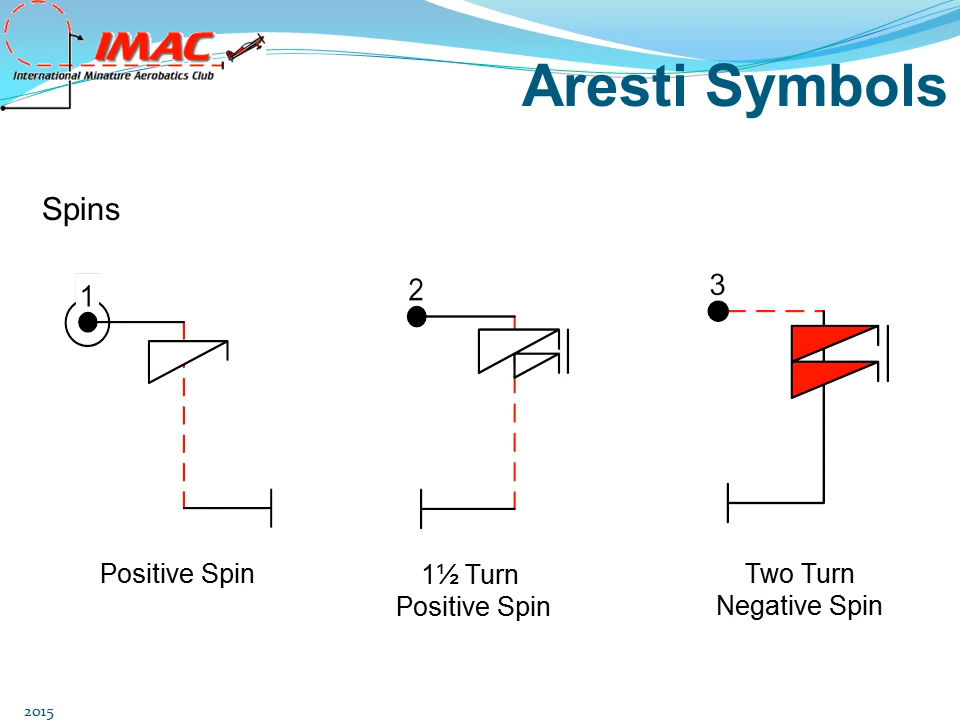 IMAC
International Minature Aerobatics Club
Aresti Symbols
Spins
1
2
3
Positive Spin
1½ Turn
Positive Spin
Two Turn
Negative Spin
2015